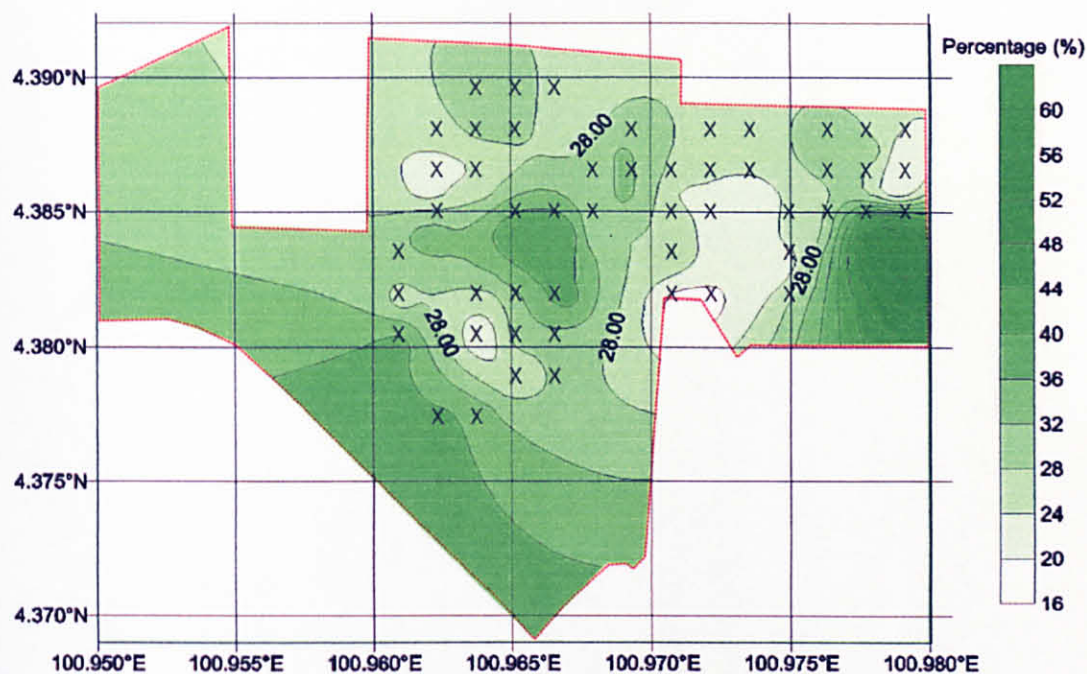 Percentage (%)
4.390°N
4.385°N
4.380°N
4.375°N
4.370°N
100.950°E 100.955°E 100.960°E 100.965°E 100.970°E 100.975°E 100.980°E
60
56
52
48
44
40
36
32
28
24
20
16
28.00
28.00
28.00
28.00
X X X
X X X X X X X X X
X X X X X X X X X X
X X X X X X X X X X
X X X
X X X X X X X
X X X X
X X
X X